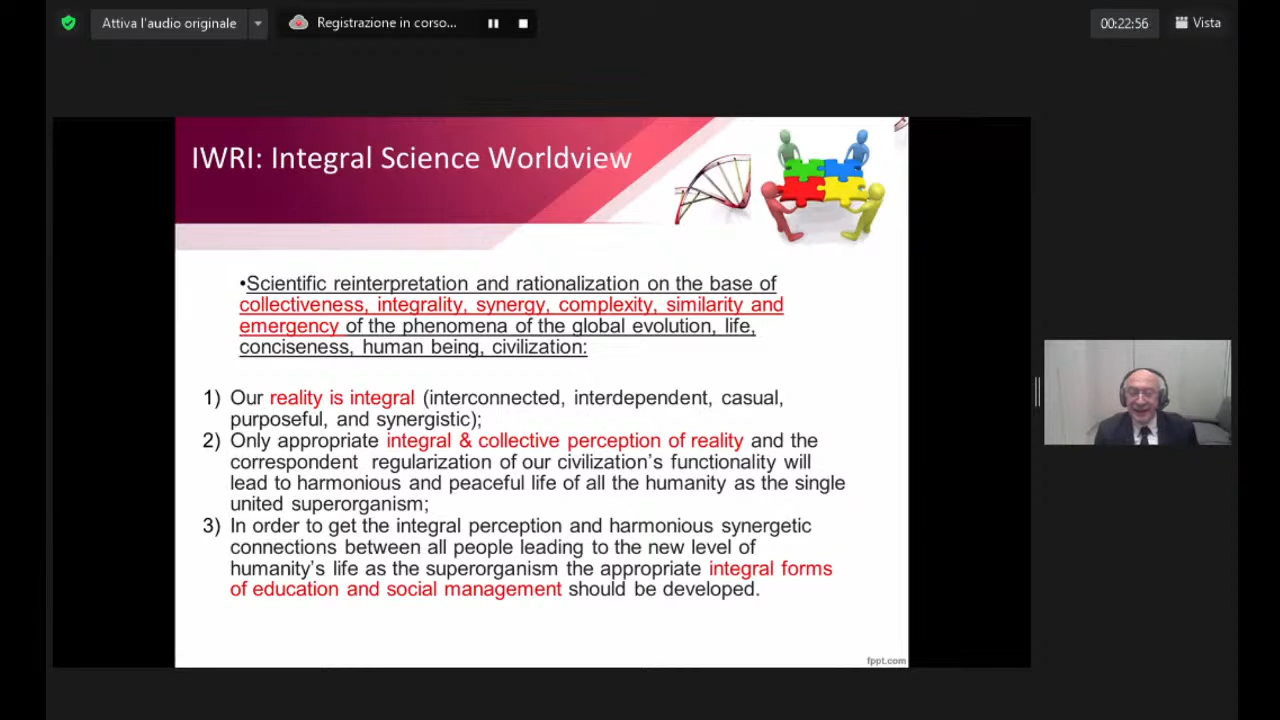 Attiva l'audio originale
Registrazione in corso...
00:22:56
Vista
IWRI: Integral Science Worldview
•Scientific reinterpretation and rationalization on the base of
collectiveness, integrality, synergy, complexity, similarity and
emergency of the phenomena of the global evolution, life,
conciseness, human being, civilization:
1) Our reality is integral (interconnected, interdependent, casual,
purposeful, and synergistic);
2) Only appropriate integral & collective perception of reality and the
correspondent regularization of our civilization's functionality will
lead to harmonious and peaceful life of all the humanity as the single
united superorganism;
3) In order to get the integral perception and harmonious synergetic
connections between all people leading to the new level of
humanity's life as the superorganism the appropriate integral forms
of education and social management should be developed.
fppt.com